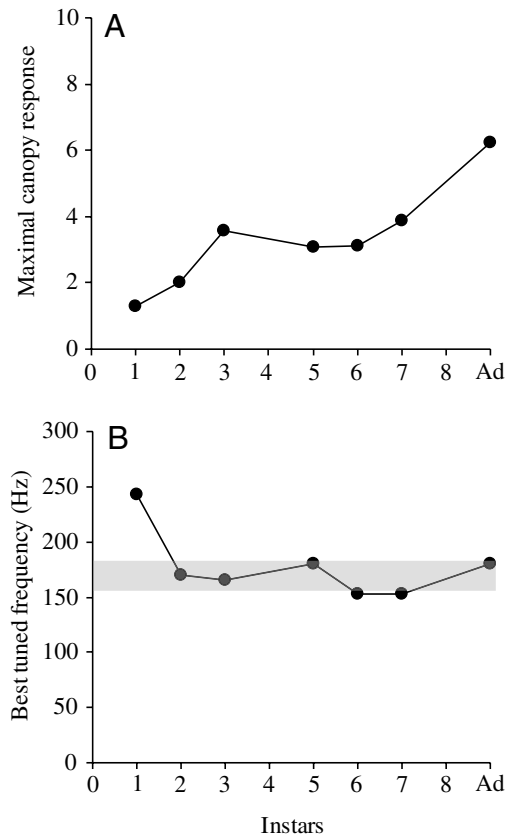 A
10
8
6
4
2
0
Maximal canopy response
0 1 2 3 4 5 6 7 8 Ad
B
300
250
200
150
100
50
0
Best tuned frequency (Hz)
0 1 2 3 4 5 6 7 8 Ad
Instars